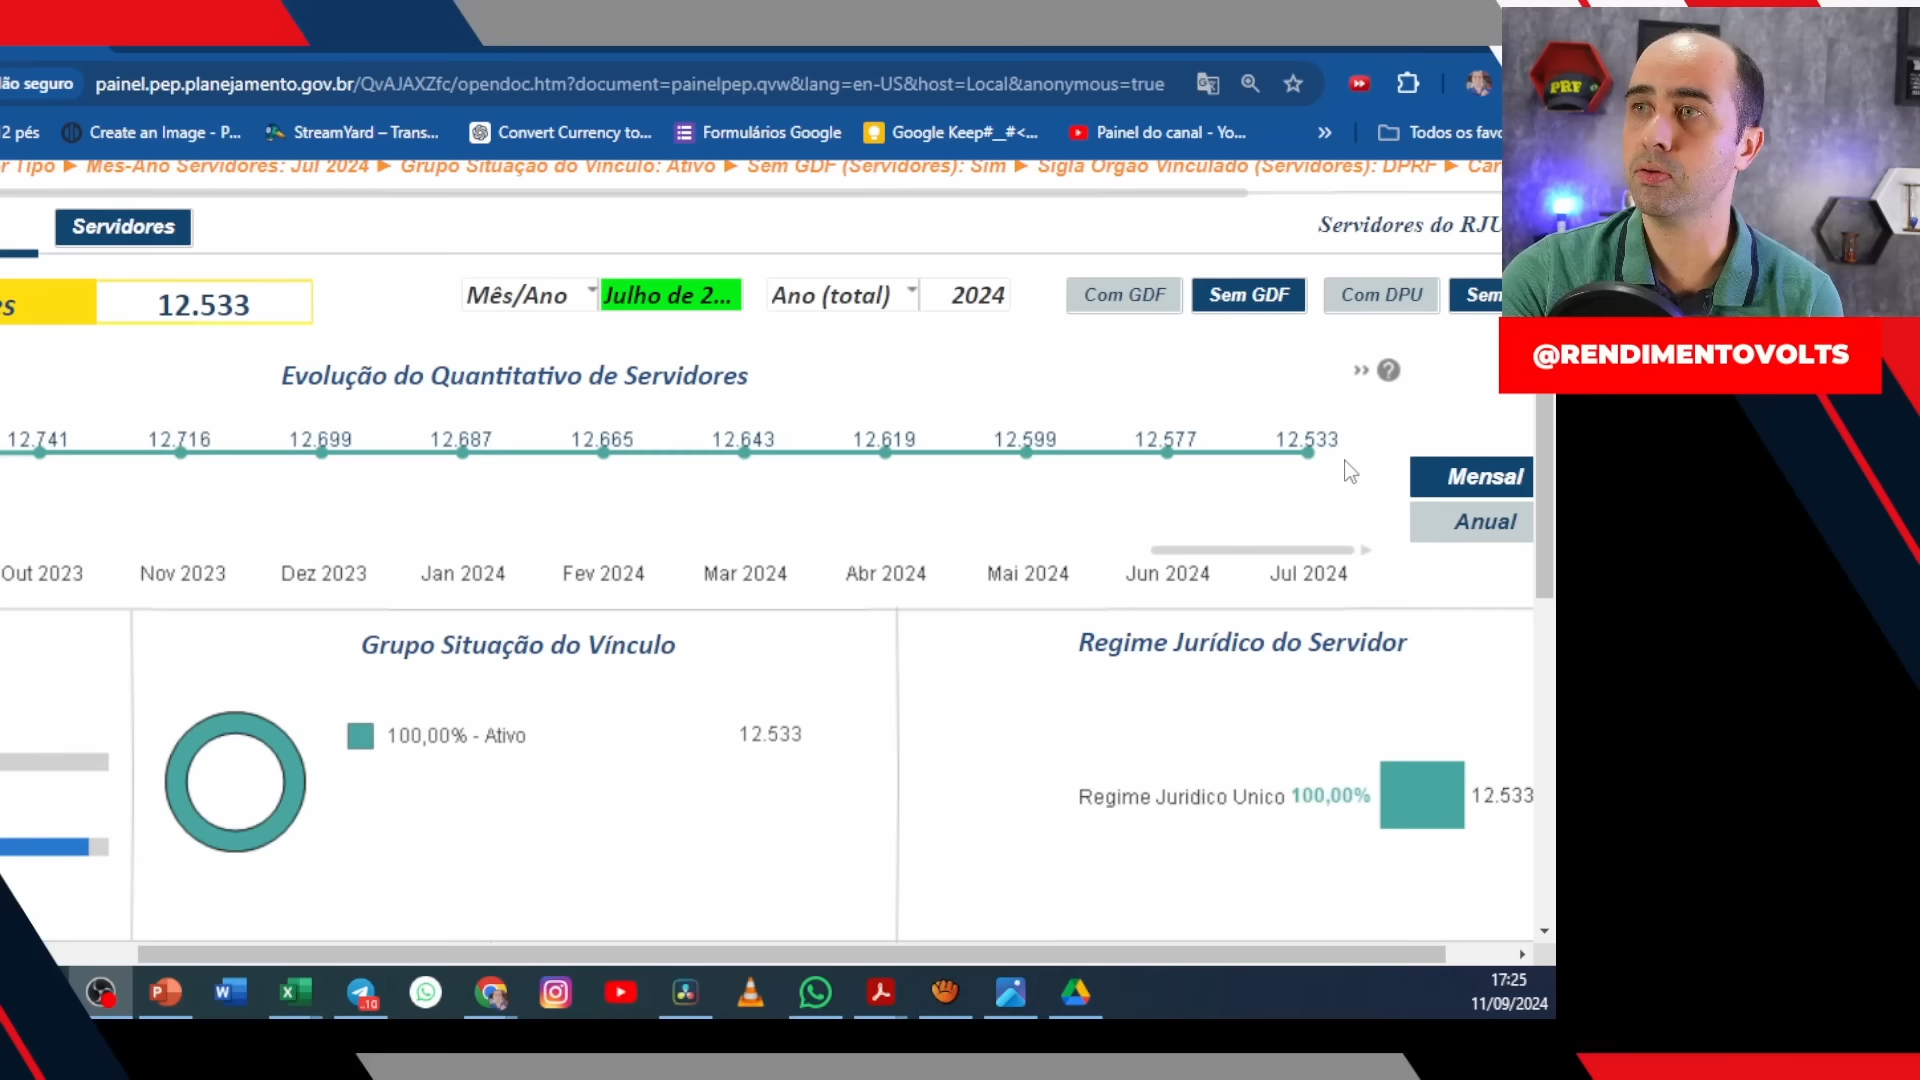 ão seguro
painel.pep.planejamento.gov.br/QvAJAXZfc/opendoc.htm?document=painelpep.qvw&lang=en-US&host=Local&anonymous=true
2 pés
Create an Image - P...
StreamYard – Trans...
Convert Currency to...
Formulários Google
Google Keep#__#<...
Painel do canal - Yo...
»
Todos os favo
r Tipo ► Mês-Ano Servidores: Jul 2024 ► Grupo Situação do Vínculo: Ativo ► Sem GDF (Servidores): Sim ► Sigla Órgão Vinculado (Servidores): DPRF ► Car
Servidores
Servidores do RJU
s
12.533
Mês/Ano
Julho de 2...
Ano (total)
2024
Com GDF
Sem GDF
Com DPU
Sem
Evolução do Quantitativo de Servidores
12.741 12.716 12.699 12.687 12.665 12.643 12.619 12.599 12.577 12.533
Mensal
Anual
Out 2023 Nov 2023 Dez 2023 Jan 2024 Fev 2024 Mar 2024 Abr 2024 Mai 2024 Jun 2024 Jul 2024
Grupo Situação do Vínculo
100,00% - Ativo 12.533
Regime Jurídico do Servidor
Regime Juridico Unico 100,00% 12.533
17:25
11/09/2024
PRF
@RENDIMENTOVOLTS